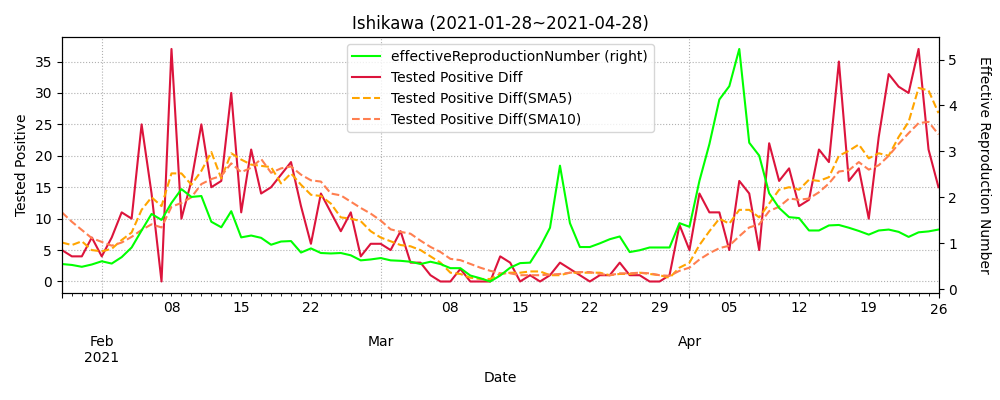 Ishikawa (2021-01-28~2021-04-28)
effectiveReproductionNumber (right)
Tested Positive Diff
Tested Positive Diff(SMA5)
Tested Positive Diff(SMA10)
Tested Positive
35
30
25
20
15
10
5
0
5
4
3
2
1
0
Effective Reproduction Number
08 15 22 08 15 22 29 05 12 19 26
Feb Mar Apr
2021
Date